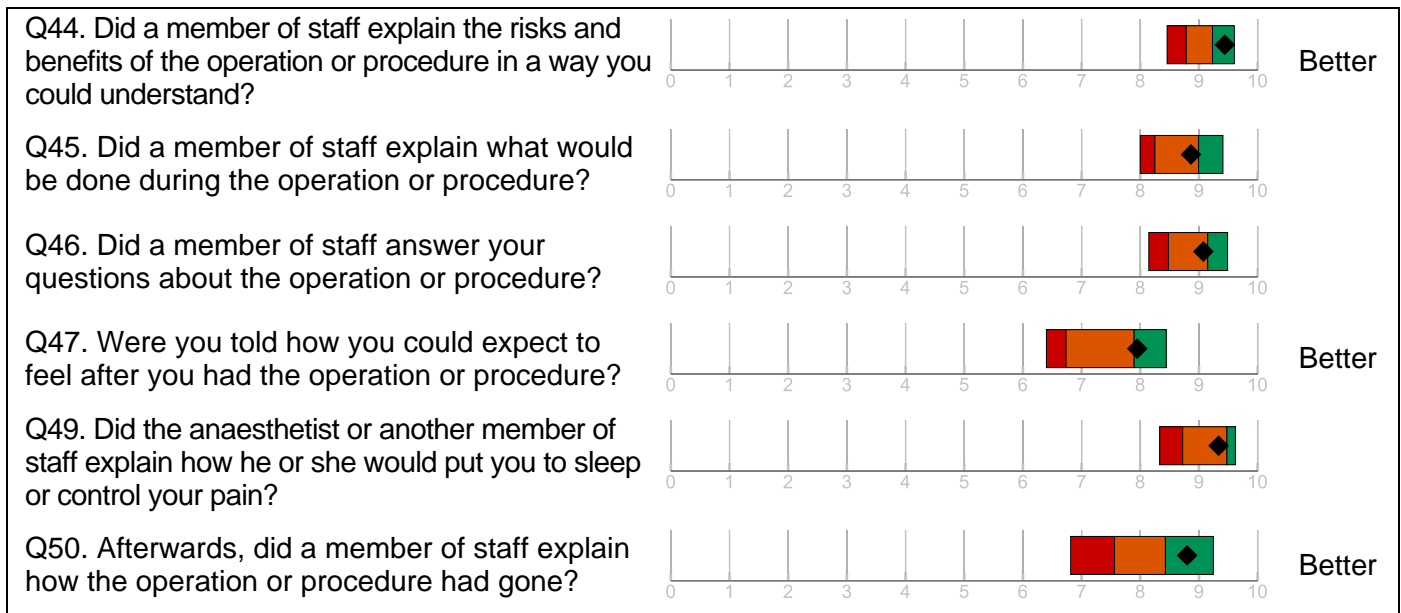 Q44. Did a member of staff explain the risks and
benefits of the operation or procedure in a way you
could understand?
0 1 2 3 4 5 6 7 8 9 10
Better
Q45. Did a member of staff explain what would
be done during the operation or procedure?
0 1 2 3 4 5 6 7 8 9 10
Q46. Did a member of staff answer your
questions about the operation or procedure?
0 1 2 3 4 5 6 7 8 9 10
Q47. Were you told how you could expect to
feel after you had the operation or procedure?
0 1 2 3 4 5 6 7 8 9 10
Better
Q49. Did the anaesthetist or another member of
staff explain how he or she would put you to sleep
or control your pain?
0 1 2 3 4 5 6 7 8 9 10
Q50. Afterwards, did a member of staff explain
how the operation or procedure had gone?
0 1 2 3 4 5 6 7 8 9 10
Better